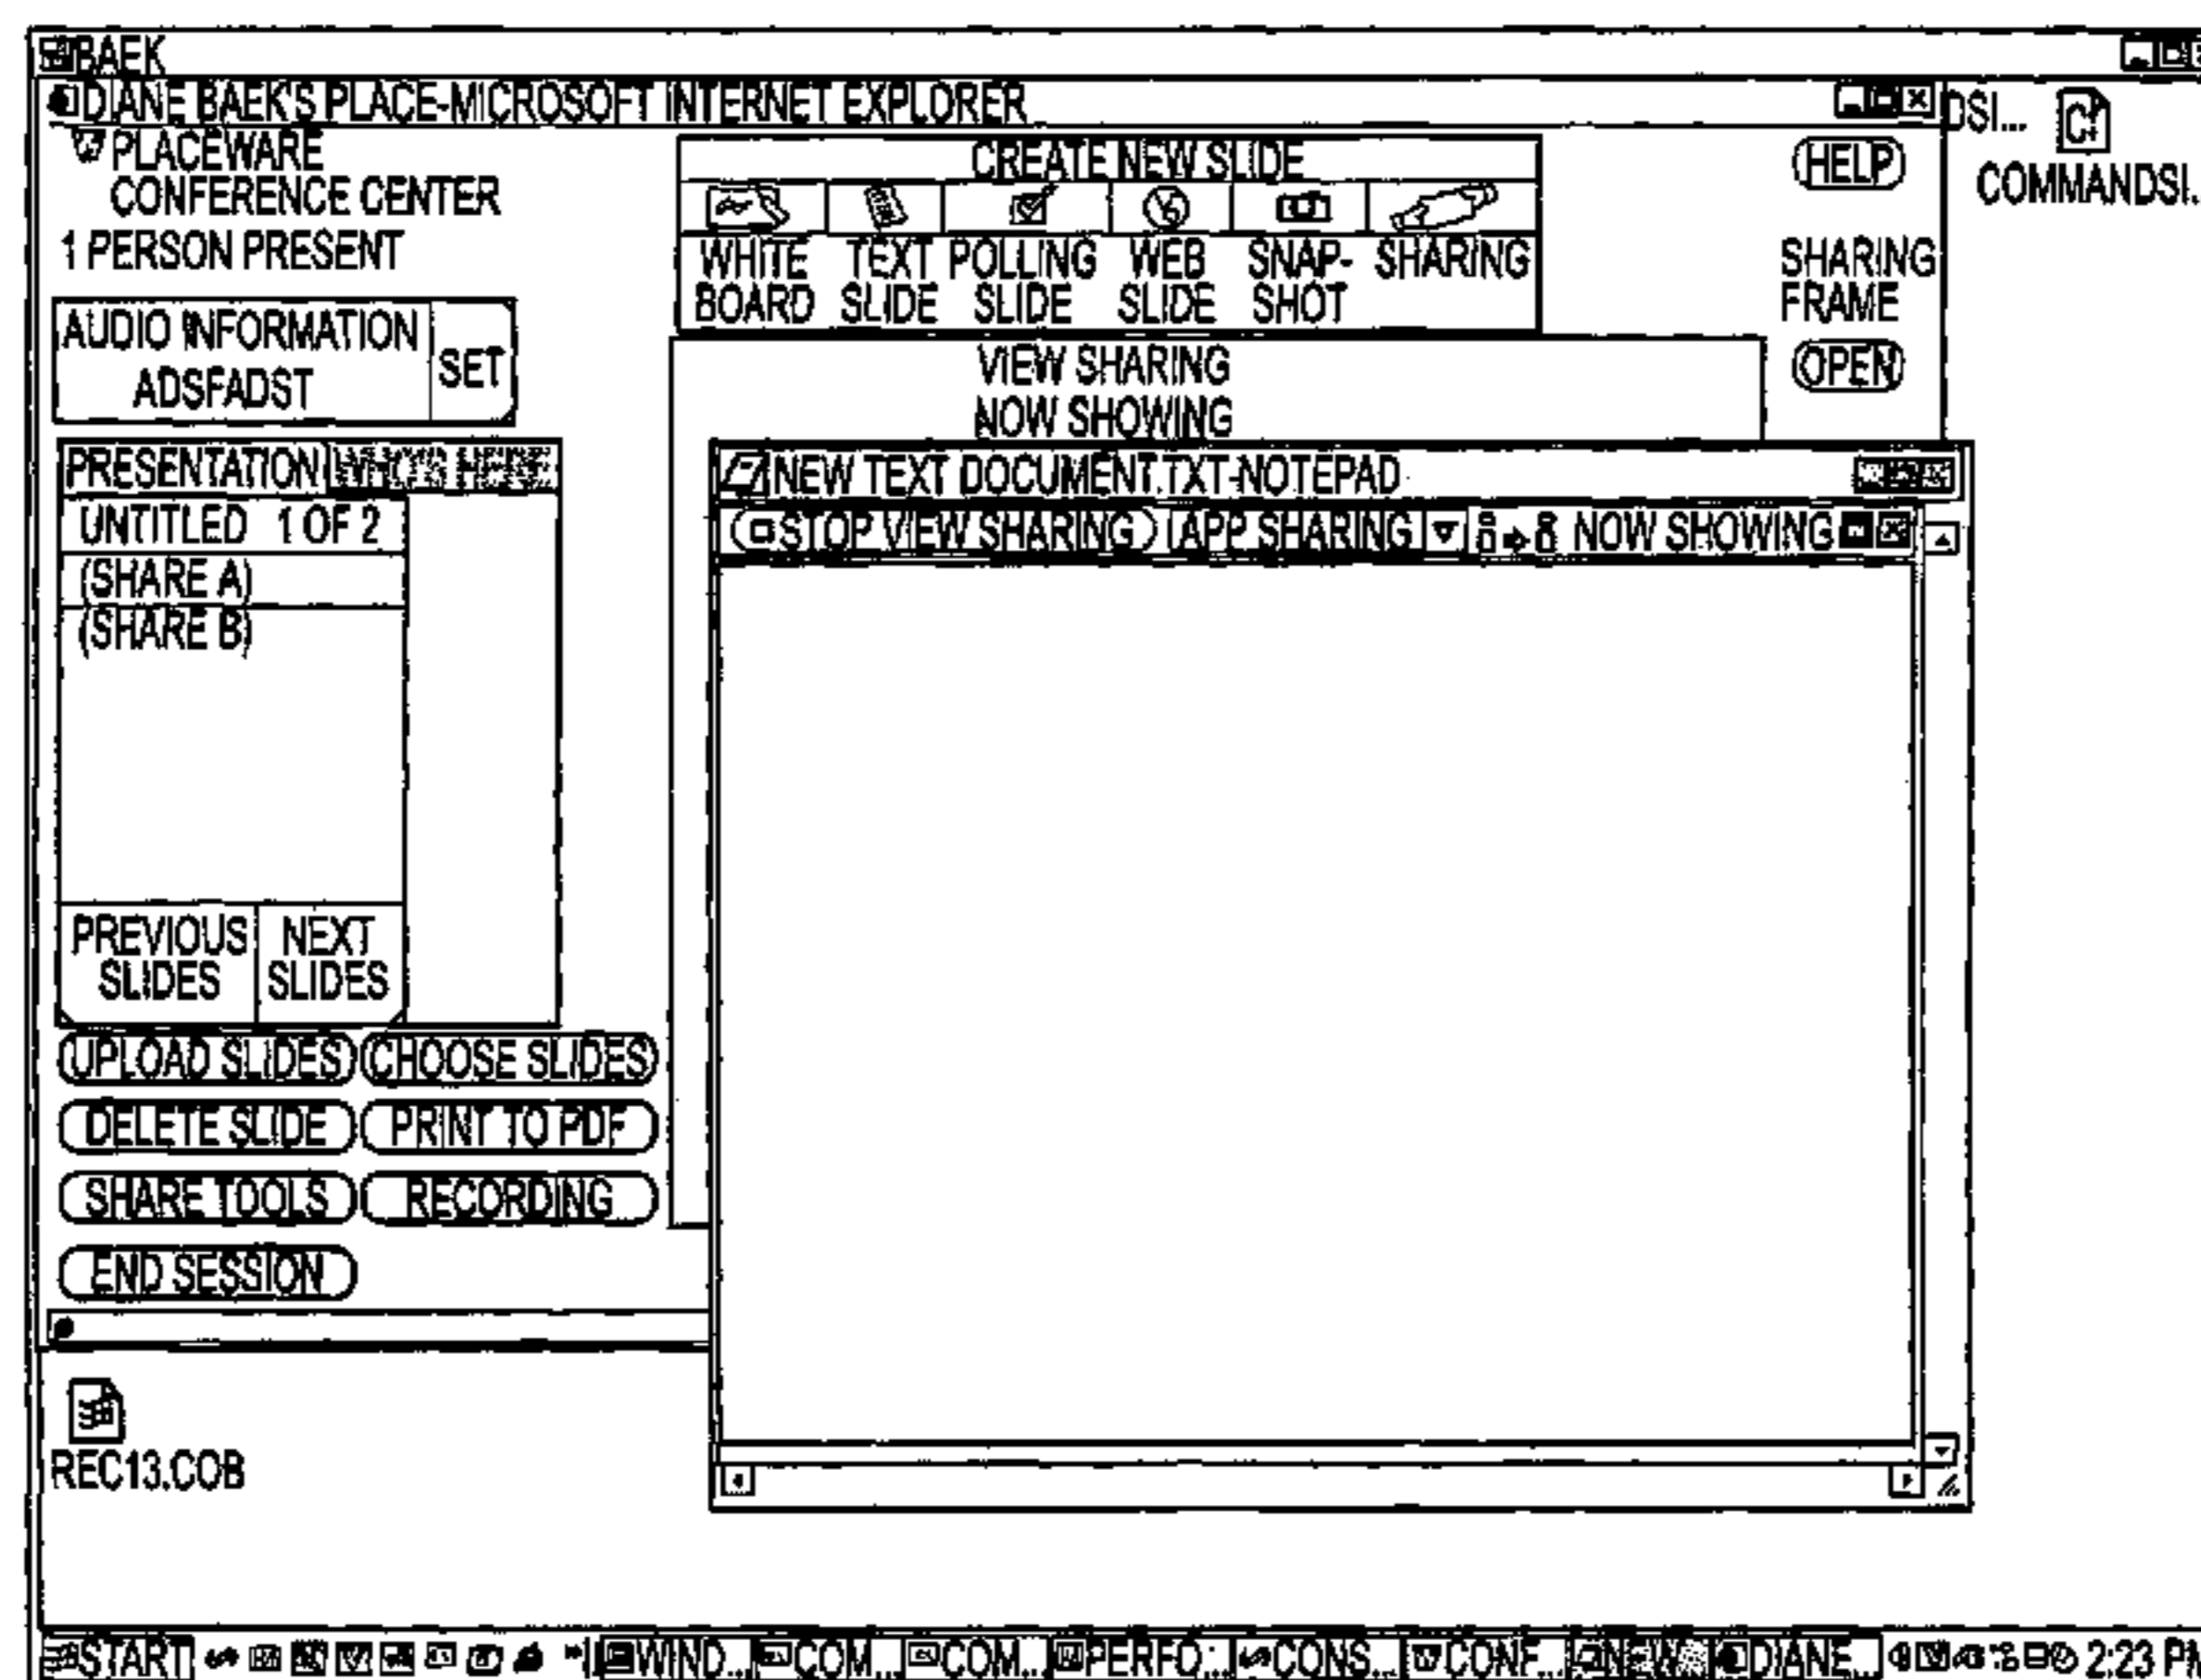 BAEK
DIANE BAEK'S PLACE-MICROSOFT INTERNET EXPLORER
DSI...
COMMANDSI..
PLACEWARE
CONFERENCE CENTER
1 PERSON PRESENT
AUDIO INFORMATION
ADSFADST
SET
CREATE NEW SLIDE
WHITE BOARD
TEXT SLIDE
POLLING SLIDE
WEB SLIDE
SNAP-SHOT
SHARING
HELP
SHARING
FRAME
OPEN
VIEW SHARING
NOW SHOWING
PRESENTATION WHO'S HERE
UNTITLED 1 OF 2
(SHARE A)
(SHARE B)
PREVIOUS SLIDES
NEXT SLIDES
UPLOAD SLIDES CHOOSE SLIDES
DELETE SLIDE PRINT TO PDF
SHARE TOOLS RECORDING
END SESSION
NEW TEXT DOCUMENT.TXT-NOTEPAD
STOP VIEW SHARING APP SHARING NOW SHOWING
REC13.COB
START WIND... COM... COM... PERFO... CONS... CONF... NEW DIANE... 2:23 PM